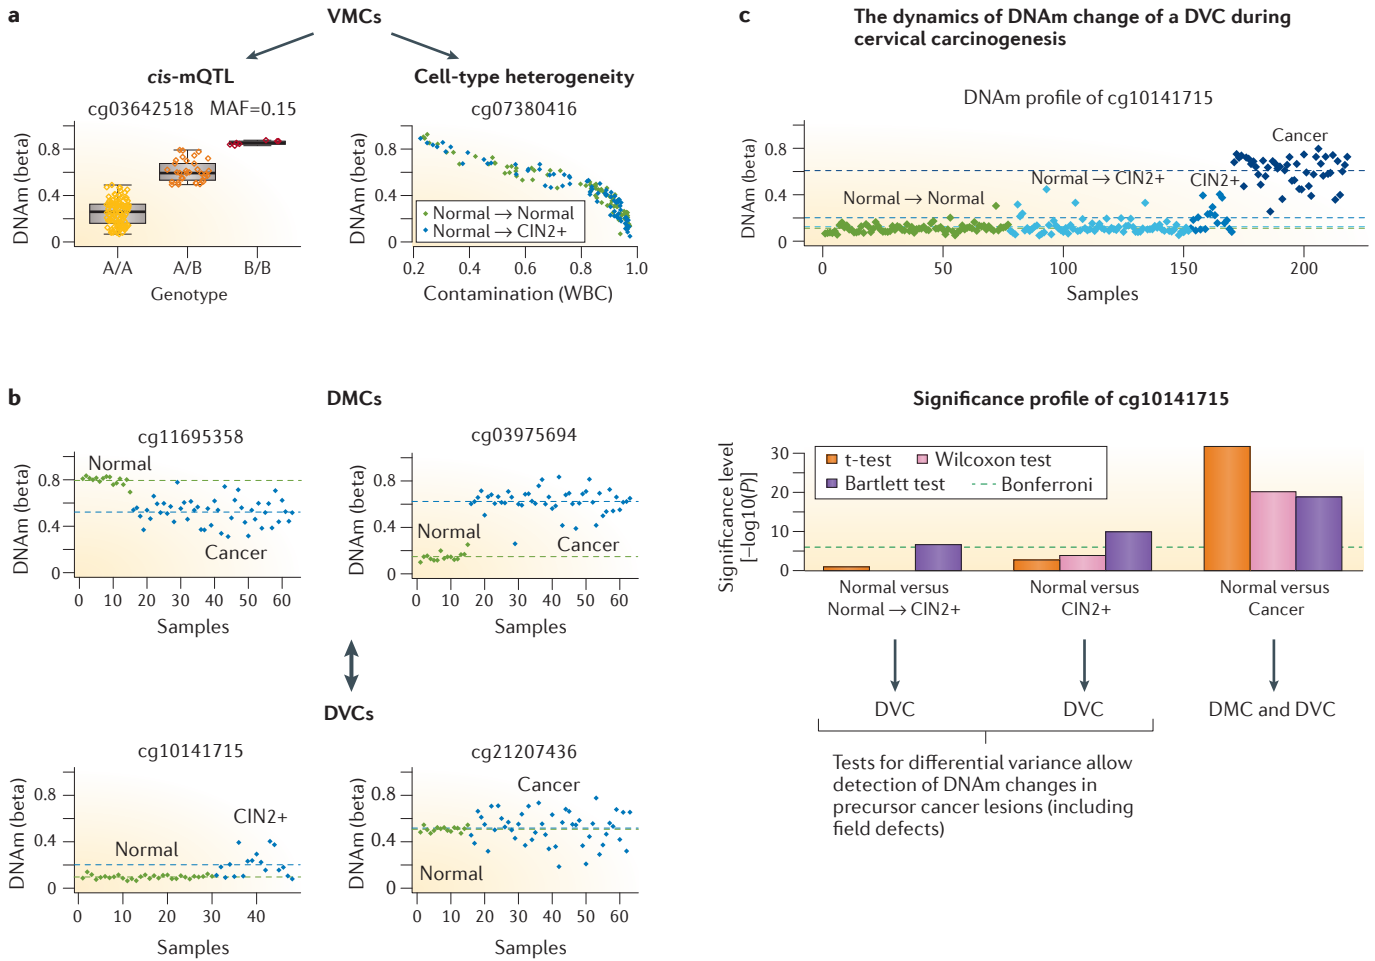 a
VMCs
cis-mQTL
cg03642518 MAF=0.15
DNAm (beta)
0.8
0.4
0
A/A
A/B
B/B
Genotype
Cell-type heterogeneity
cg07380416
DNAm (beta)
0.8
0.4
0
Normal → Normal
Normal → CIN2+
0.2
0.4
0.6
0.8
1.0
Contamination (WBC)
b
DMCs
cg11695358
DNAm (beta)
0.8
0.4
0
Normal
Cancer
0 10 20 30 40 50 60
Samples
cg03975694
DNAm (beta)
0.8
0.4
0
Normal
Cancer
0 10 20 30 40 50 60
Samples
DVCs
cg10141715
DNAm (beta)
0.8
0.4
0
CIN2+
Normal
0 10 20 30 40
Samples
cg21207436
DNAm (beta)
0.8
0.4
0
Cancer
Normal
0 10 20 30 40 50 60
Samples
c
The dynamics of DNAm change of a DVC during
cervical carcinogenesis
DNAm profile of cg10141715
DNAm (beta)
0.8
0.4
0
Normal → Normal
Normal → CIN2+
CIN2+
Cancer
0 50 100 150 200
Samples
Significance profile of cg10141715
Significance level
[–log10(P)]
30
20
10
0
t-test
Wilcoxon test
Bartlett test
Bonferroni
Normal versus
Normal → CIN2+
Normal versus
CIN2+
Normal versus
Cancer
DVC
DVC
DMC and DVC
Tests for differential variance allow
detection of DNAm changes in
precursor cancer lesions (including
field defects)